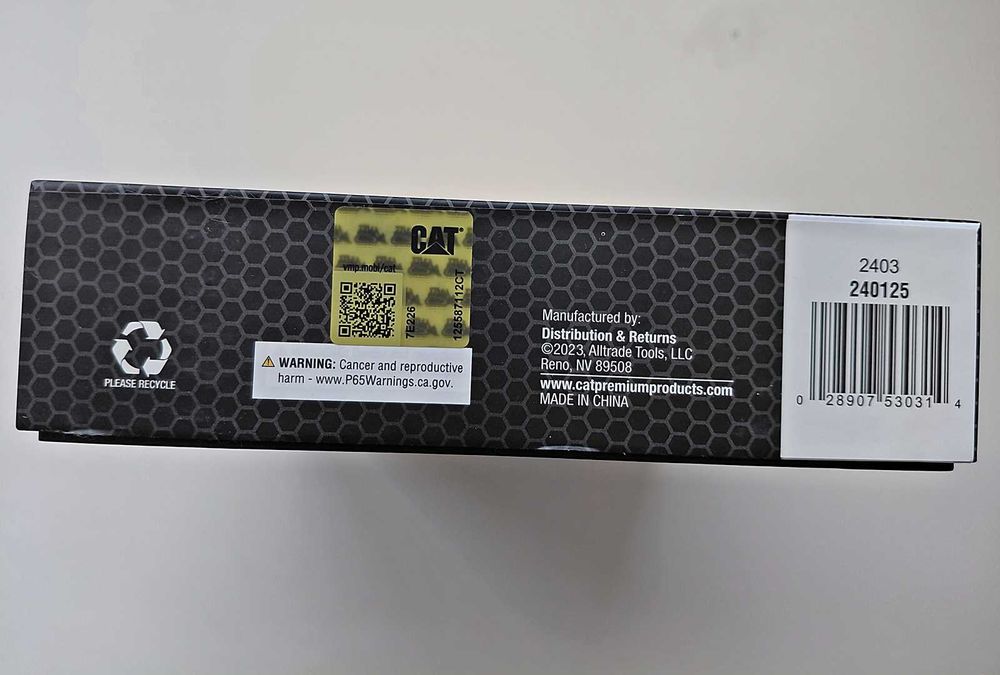 PLEASE RECYCLE
CAT®
vmp.mobi/cat
7E226
125587112CT
WARNING: Cancer and reproductive
harm - www.P65Warnings.ca.gov.
Manufactured by:
Distribution & Returns
©2023, Alltrade Tools, LLC
Reno, NV 89508
www.catpremiumproducts.com
MADE IN CHINA
2403
240125
0 28907 53031 4